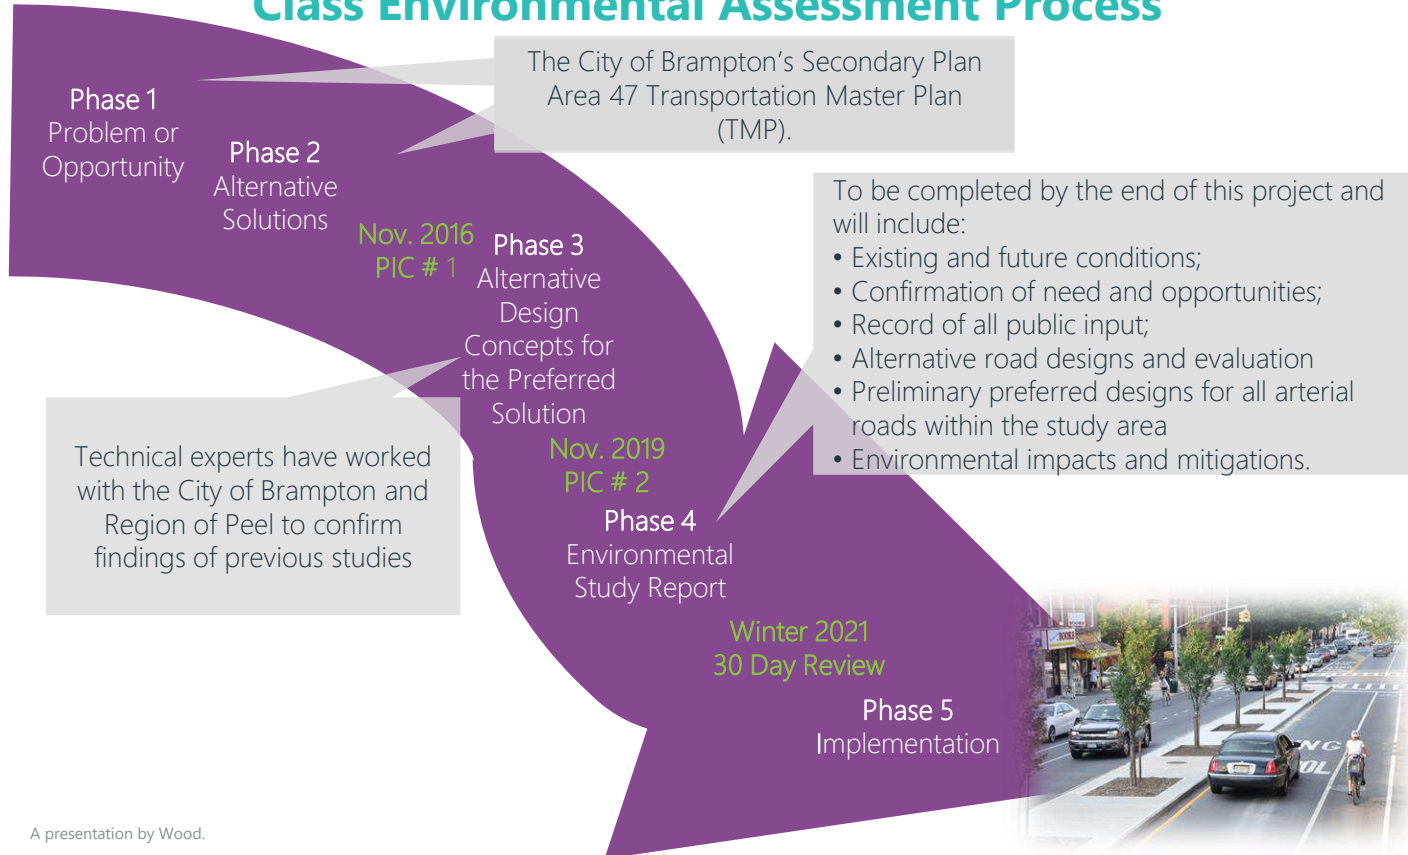 Class Environmental Assessment Process
The City of Brampton's Secondary Plan
Area 47 Transportation Master Plan
(TMP).
Phase 1
Problem or
Opportunity
Phase 2
Alternative
Solutions
Nov. 2016
PIC # 1
Phase 3
Alternative
Design
Concepts for
the Preferred
Solution
To be completed by the end of this project and
will include:
• Existing and future conditions;
• Confirmation of need and opportunities;
• Record of all public input;
• Alternative road designs and evaluation
• Preliminary preferred designs for all arterial
roads within the study area
• Environmental impacts and mitigations.
Technical experts have worked
with the City of Brampton and
Region of Peel to confirm
findings of previous studies
Nov. 2019
PIC # 2
Phase 4
Environmental
Study Report
Winter 2021
30 Day Review
Phase 5
Implementation
BOOKS
A presentation by Wood.